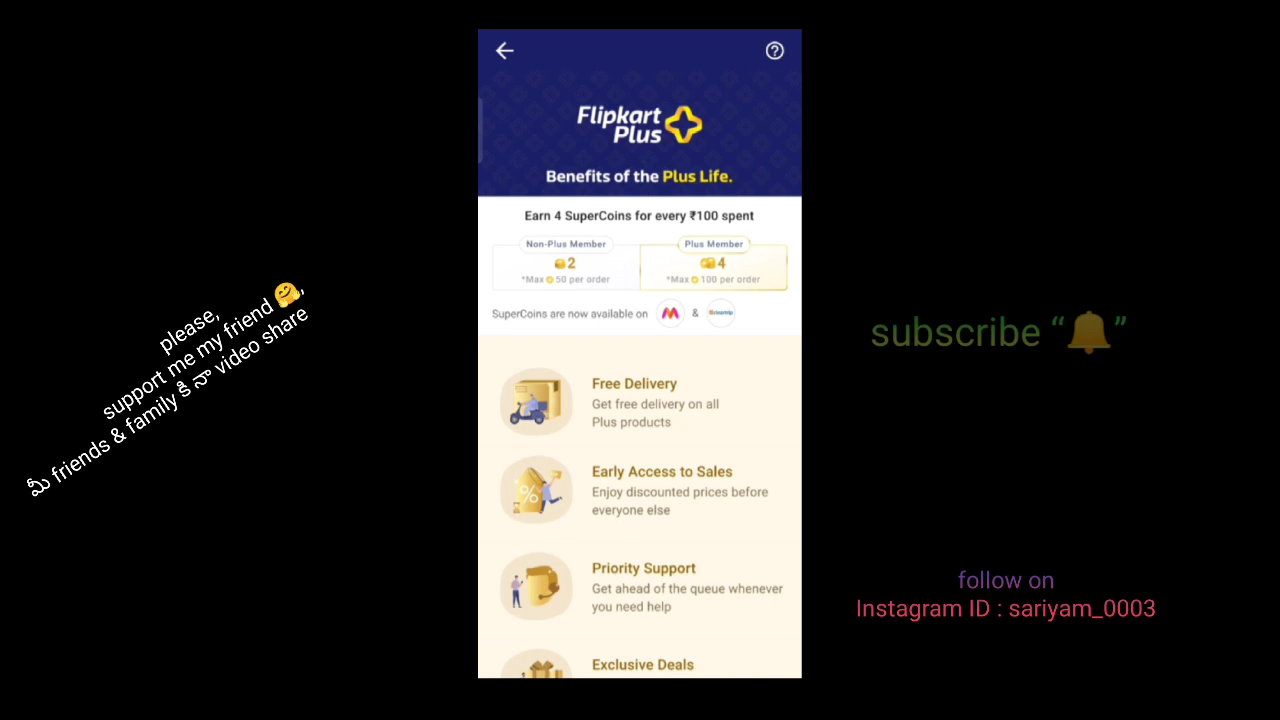 Flipkart
Plus
Benefits of the Plus Life.
Earn 4 SuperCoins for every ₹100 spent
Non-Plus Member
2
*Max 50 per order
Plus Member
4
*Max 100 per order
SuperCoins are now available on & cleartrip
Free Delivery
Get free delivery on all
Plus products
Early Access to Sales
Enjoy discounted prices before
everyone else
Priority Support
Get ahead of the queue whenever
you need help
Exclusive Deals
please,
support me my friend 🤗,
మీ friends & family కి నా video share
subscribe “🔔”
follow on
Instagram ID : sariyam_0003